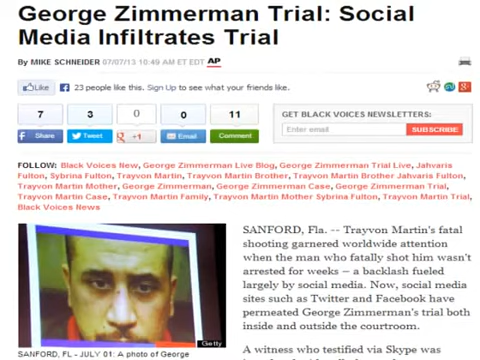 George Zimmerman Trial: Social
Media Infiltrates Trial
By MIKE SCHNEIDER 07/07/13 10:49 AM ET EDT AP
Like 23 people like this. Sign Up to see what your friends like.
7 3 0 0 11
Share Tweet +1 Email Comment
GET BLACK VOICES NEWSLETTERS:
Enter email SUBSCRIBE
FOLLOW: Black Voices New, George Zimmerman Live Blog, George Zimmerman Trial Live, Jahvaris
Fulton, Sybrina Fulton, Trayvon Martin, Trayvon Martin Brother, Trayvon Martin Brother Jahvaris Fulton,
Trayvon Martin Mother, George Zimmerman, George Zimmerman Case, George Zimmerman Trial,
Trayvon Martin Case, Trayvon Martin Family, Trayvon Martin Mother Sybrina Fulton, Trayvon Martin Trial,
Black Voices News
Getty
SANFORD, FL - JULY 01: A photo of George
SANFORD, Fla. -- Trayvon Martin's fatal
shooting garnered worldwide attention
when the man who fatally shot him wasn't
arrested for weeks – a backlash fueled
largely by social media. Now, social media
sites such as Twitter and Facebook have
permeated George Zimmerman's trial both
inside and outside the courtroom.
A witness who testified via Skype was